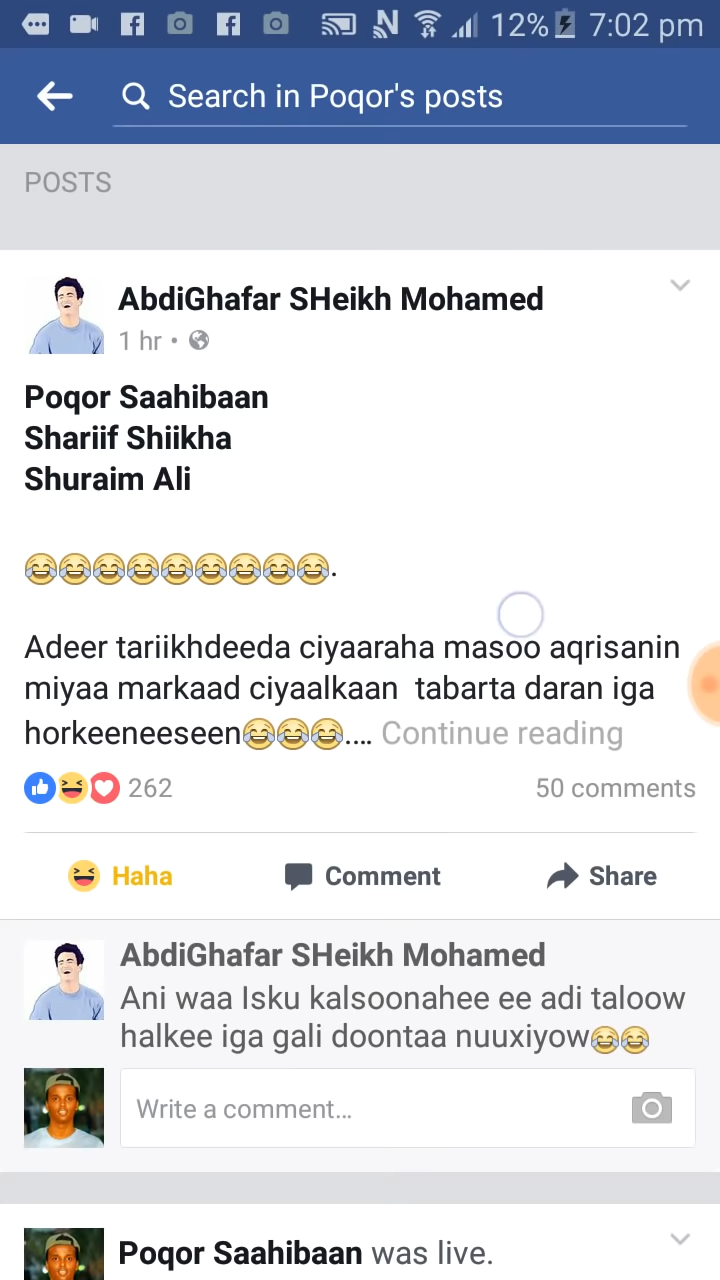 12% 7:02 pm
Search in Poqor's posts
POSTS
AbdiGhafar SHeikh Mohamed
1 hr •
Poqor Saahibaan
Shariif Shiikha
Shuraim Ali
😂😂😂😂😂😂😂😂😂.
Adeer tariikhdeeda ciyaaraha masoo aqrisanin
miyaa markaad ciyaalkaan tabarta daran iga
horkeeneeseen😂😂😂.... Continue reading
262 50 comments
Haha Comment Share
AbdiGhafar SHeikh Mohamed
Ani waa Isku kalsoonahee ee adi taloow
halkee iga gali doontaa nuuxiyow😂😂
Write a comment...
Poqor Saahibaan was live.